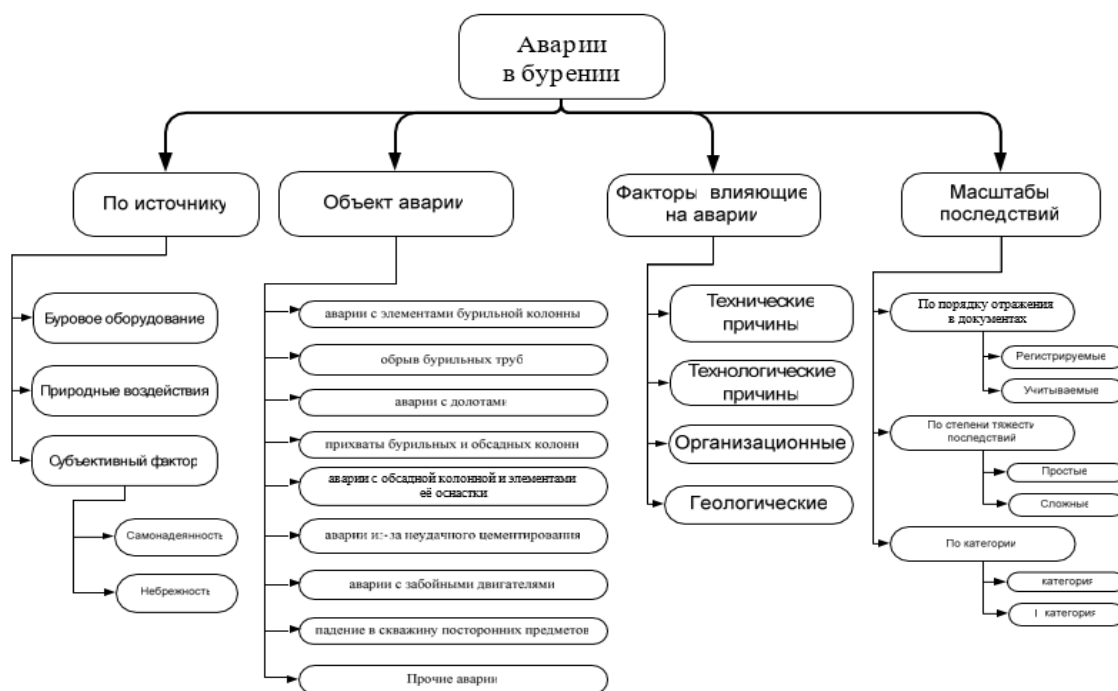 Аварии
в бурении
По источнику
Объект аварии
Факторы влияющие
на аварии
Масштабы
последствий
Буровое оборудование
Природные воздействия
Субъективный фактор
Самонадеянность
Небрежность
аварии с элементами бурильной колонны
обрыв бурильных труб
аварии с долотами
прихваты бурильных и обсадных колонн
аварии с обсадной колонной и элементами
её оснастки
аварии из-за неудачного цементирования
аварии с забойными двигателями
падение в скважину посторонних предметов
Прочие аварии
Технические
причины
Технологические
причины
Организационные
Геологические
По порядку отражения
в документах
Регистрируемые
Учитываемые
По степени тяжести
последствий
Простые
Сложные
По категории
категория
категория